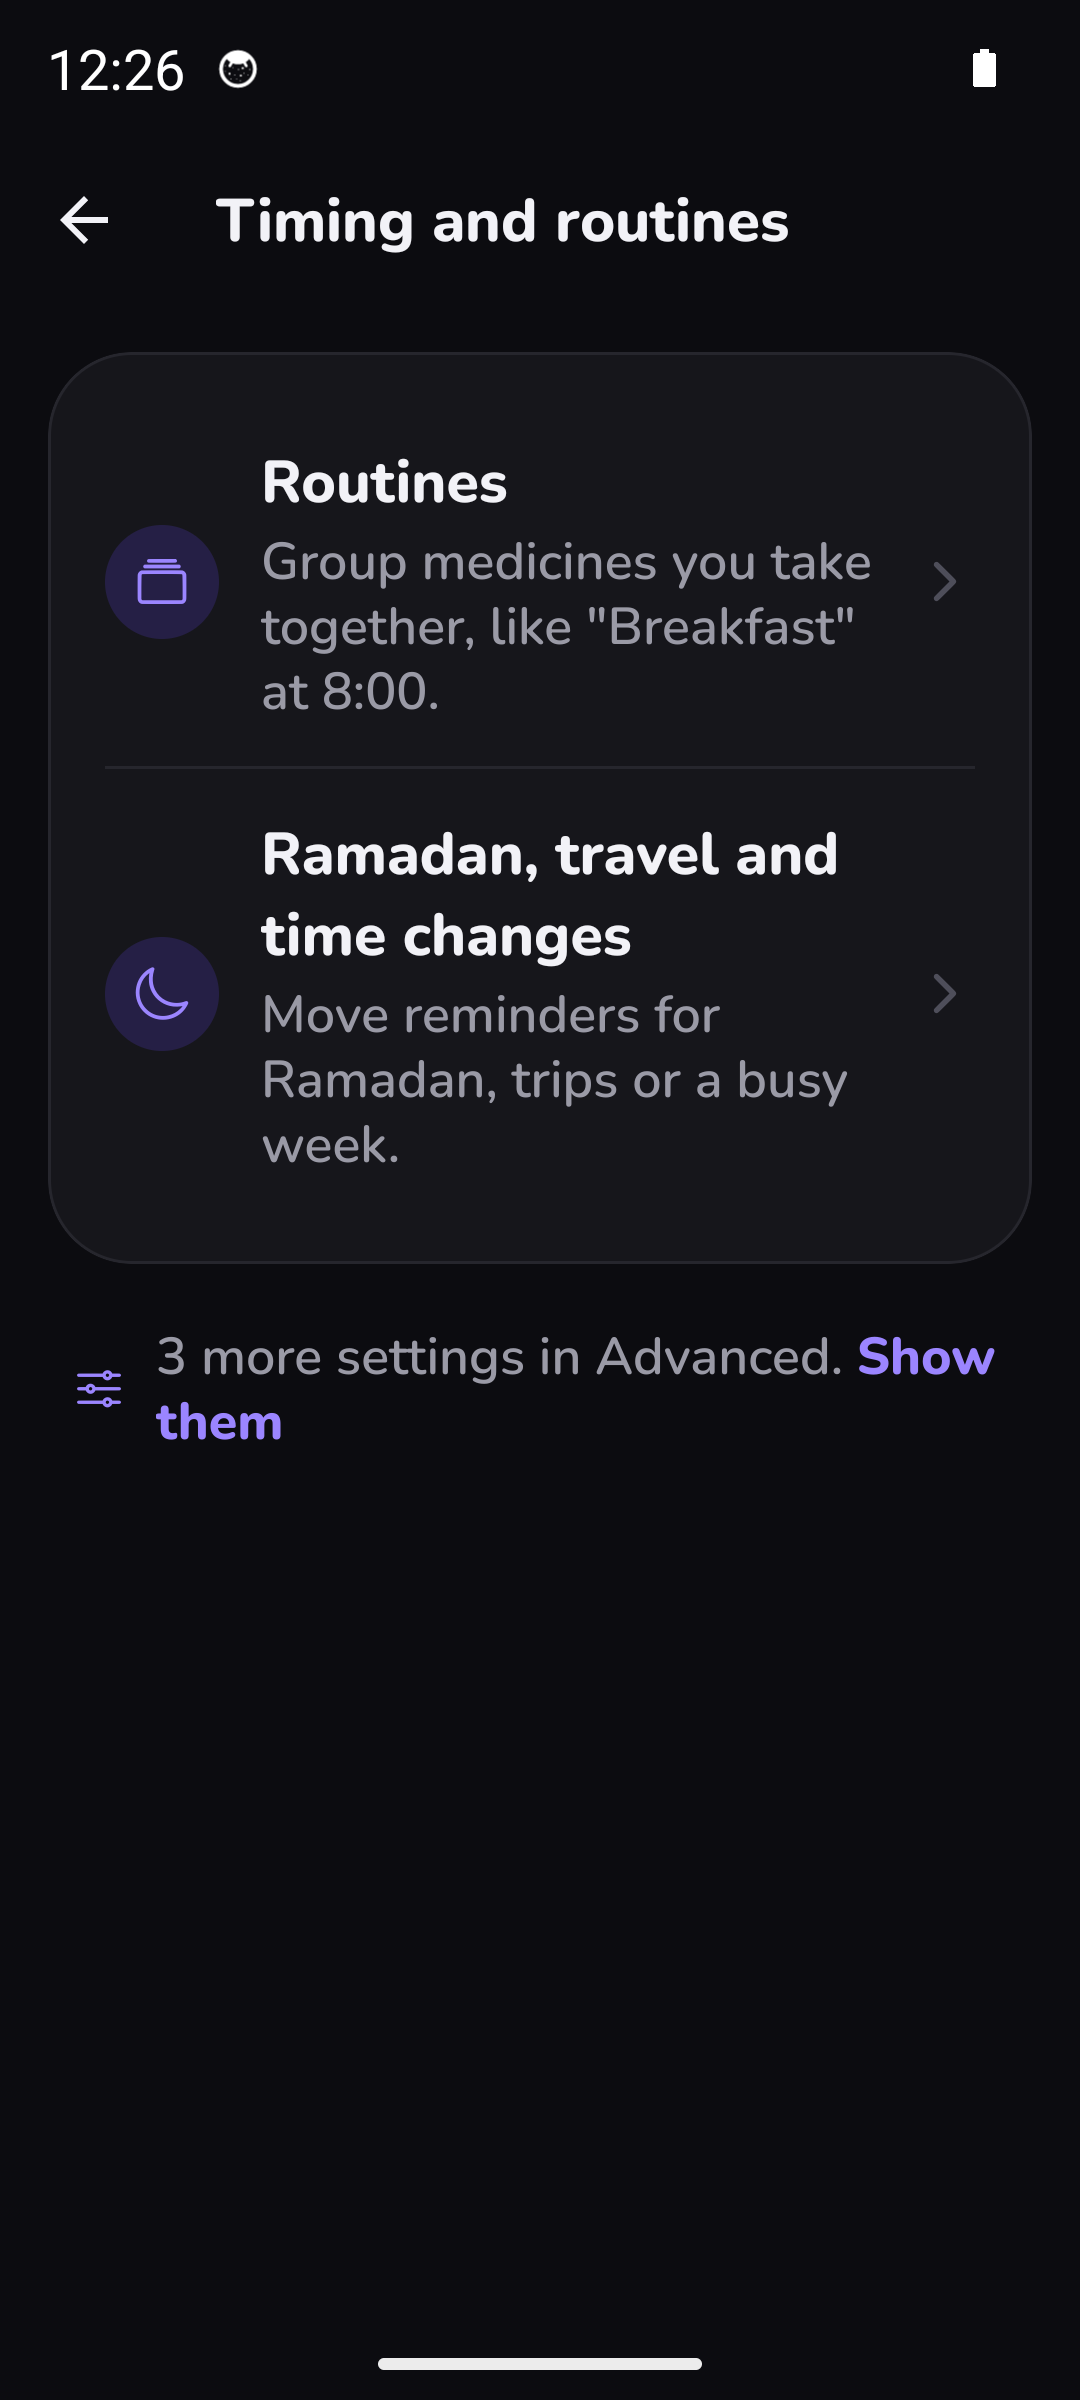 12:26
Timing and routines
Routines
Group medicines you take
together, like "Breakfast"
at 8:00.
Ramadan, travel and
time changes
Move reminders for
Ramadan, trips or a busy
week.
3 more settings in Advanced. Show
them